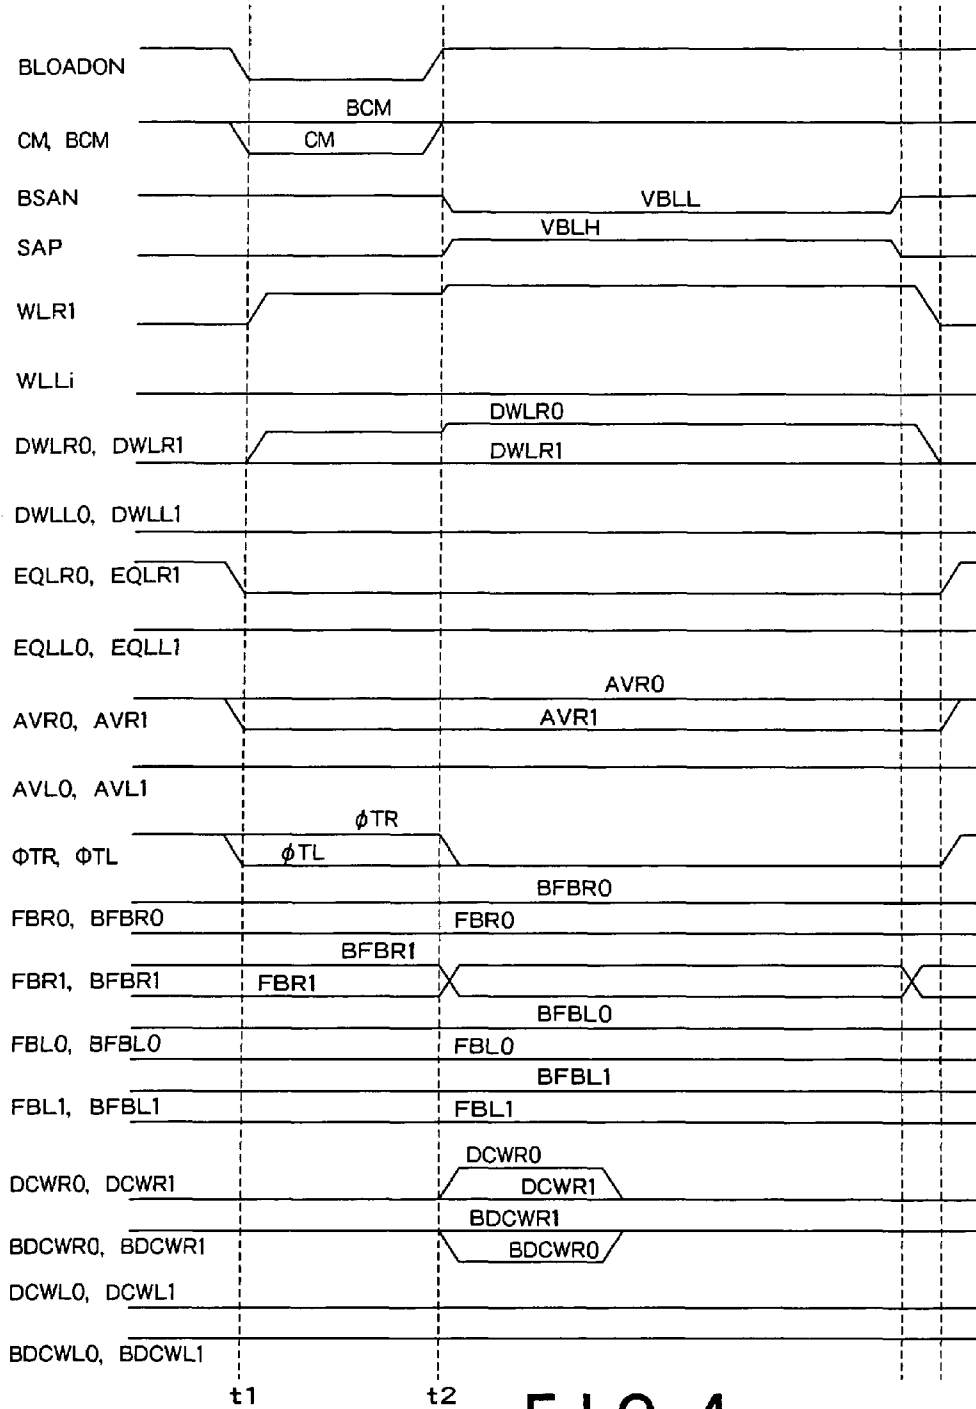 BLOADON
BCM
CM, BCM
CM
BSAN
VBLL
VBLH
SAP
WLR1
WLLi
DWLR0
DWLR0, DWLR1
DWLR1
DWLL0, DWLL1
EQLR0, EQLR1
EQLL0, EQLL1
AVR0
AVR0, AVR1
AVR1
AVL0, AVL1
ϕTR
ΦTR, ΦTL
ϕTL
BFBR0
FBR0, BFBR0
FBR0
BFBR1
FBR1, BFBR1
FBR1
BFBL0
FBL0, BFBL0
FBL0
BFBL1
FBL1, BFBL1
FBL1
DCWR0
DCWR0, DCWR1
DCWR1
BDCWR1
BDCWR0, BDCWR1
BDCWR0
DCWL0, DCWL1
BDCWL0, BDCWL1
t1 t2